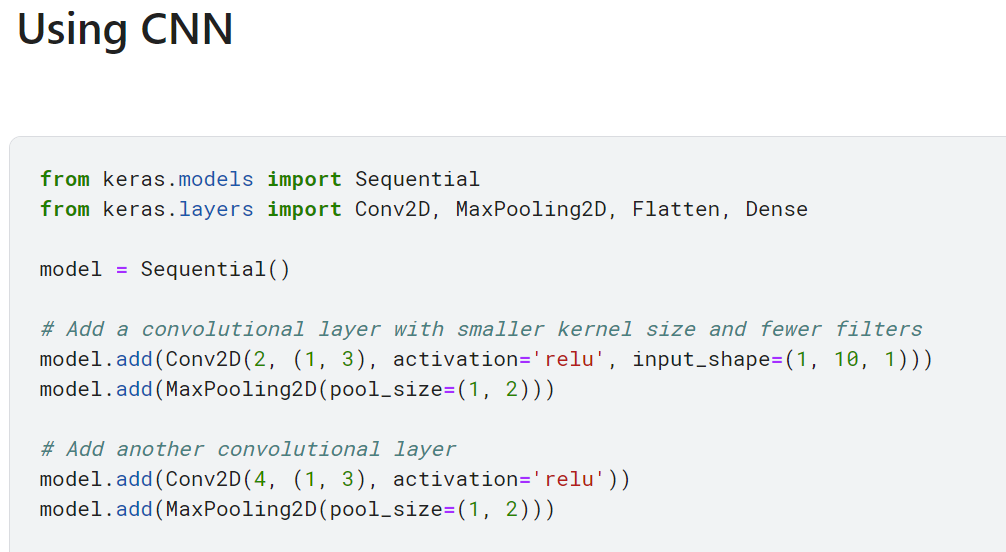 Using CNN
from keras.models import Sequential
from keras.layers import Conv2D, MaxPooling2D, Flatten, Dense
model = Sequential()
# Add a convolutional layer with smaller kernel size and fewer filters
model.add(Conv2D(2, (1, 3), activation='relu', input_shape=(1, 10, 1)))
model.add(MaxPooling2D(pool_size=(1, 2)))
# Add another convolutional layer
model.add(Conv2D(4, (1, 3), activation='relu'))
model.add(MaxPooling2D(pool_size=(1, 2)))